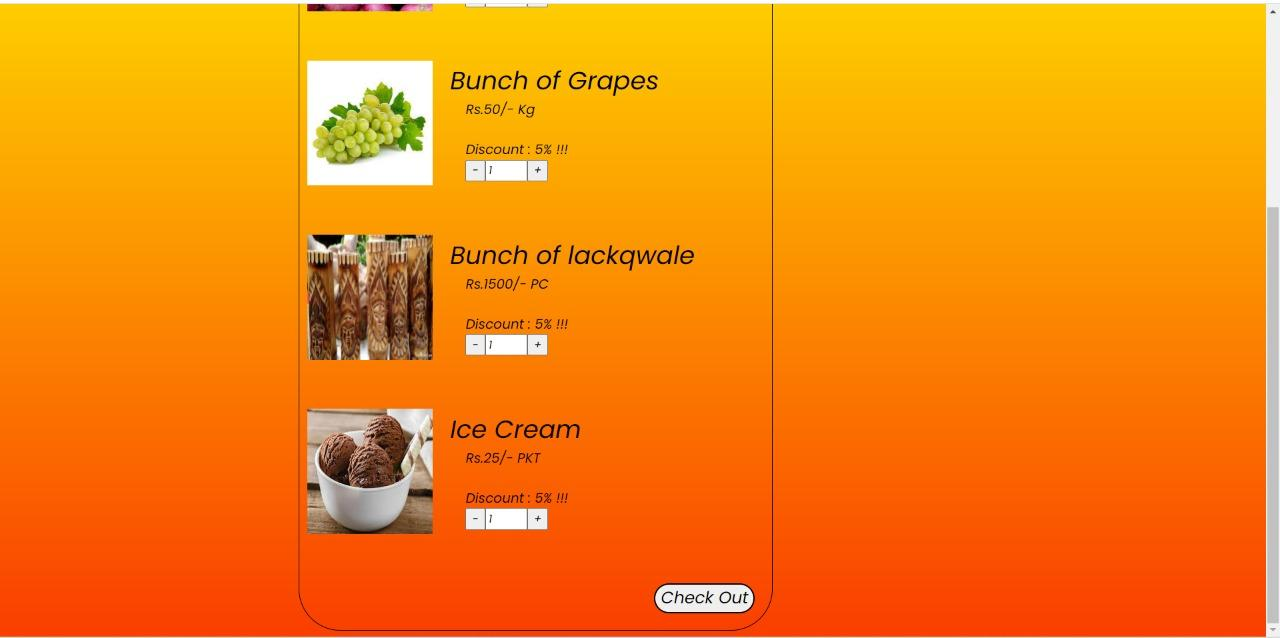 Bunch of Grapes
Rs.50/- Kg
Discount : 5% !!!
- 1 +
Bunch of lackqwale
Rs.1500/- PC
Discount : 5% !!!
- 1 +
Ice Cream
Rs.25/- PKT
Discount : 5% !!!
- 1 +
Check Out